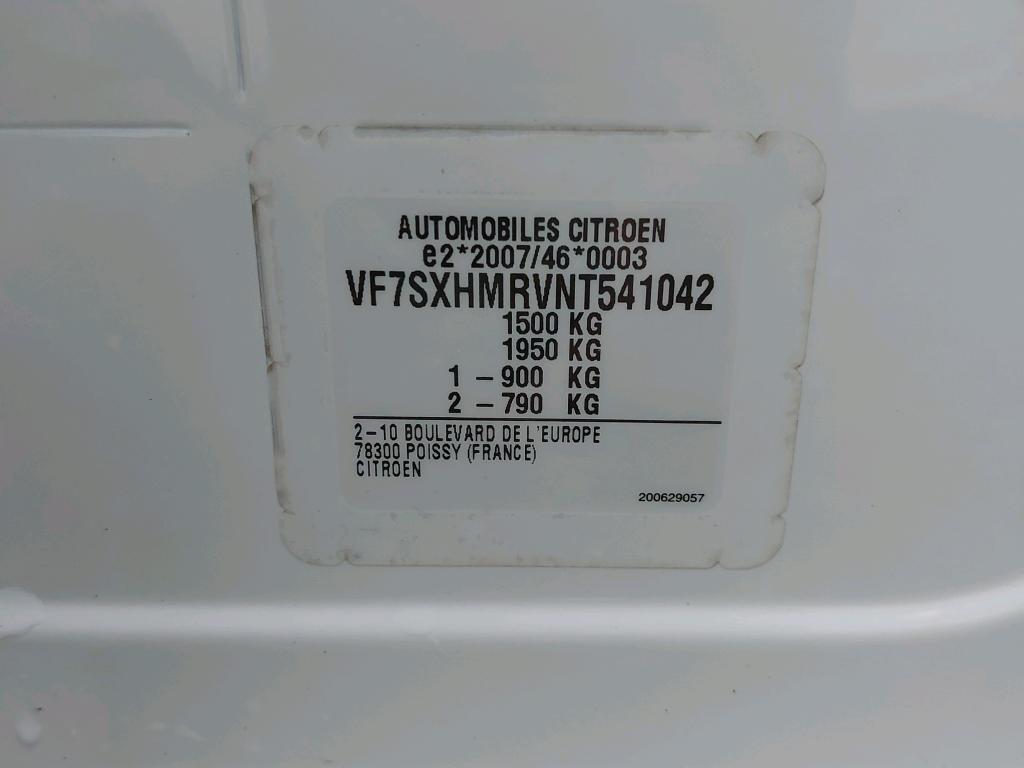 AUTOMOBILES CITROEN
e2*2007/46*0003
VF7SXHMRVNT541042
1500 KG
1950 KG
1 – 900 KG
2 – 790 KG
2–10 BOULEVARD DE L'EUROPE
78300 POISSY (FRANCE)
CITROEN
200629057